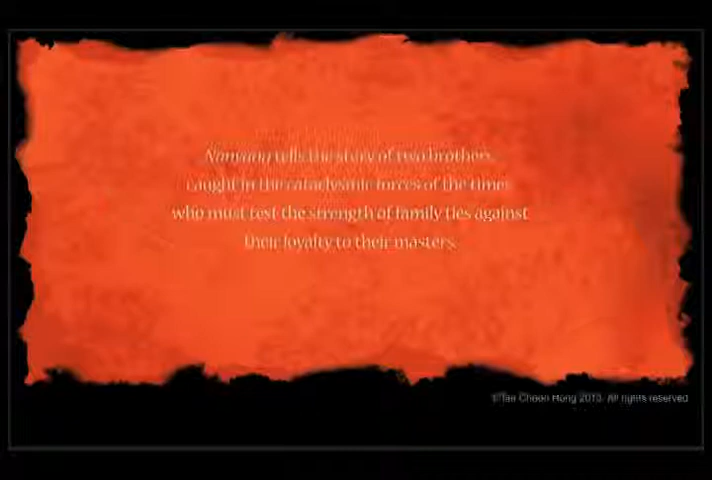 Nanyang tells the story of two brothers,
caught in the cataclysmic forces of the time,
who must test the strength of family ties against
their loyalty to their masters.
©Tan Choon Hong 2013. All rights reserved